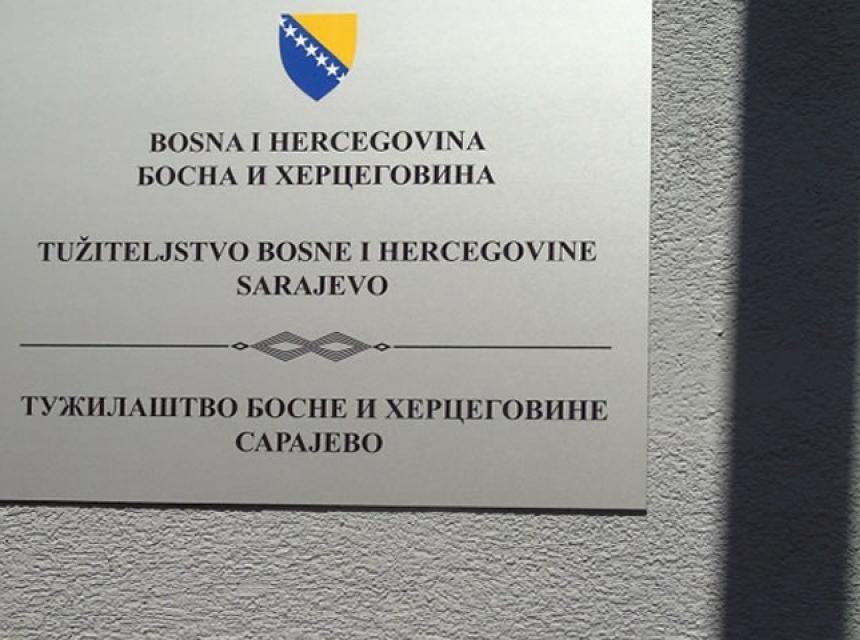 BOSNA I HERCEGOVINA
БОСНА И ХЕРЦЕГОВИНА
TUŽITELJSTVO BOSNE I HERCEGOVINE
SARAJEVO
ТУЖИЛАШТВО БОСНЕ И ХЕРЦЕГОВИНЕ
САРАЈЕВО